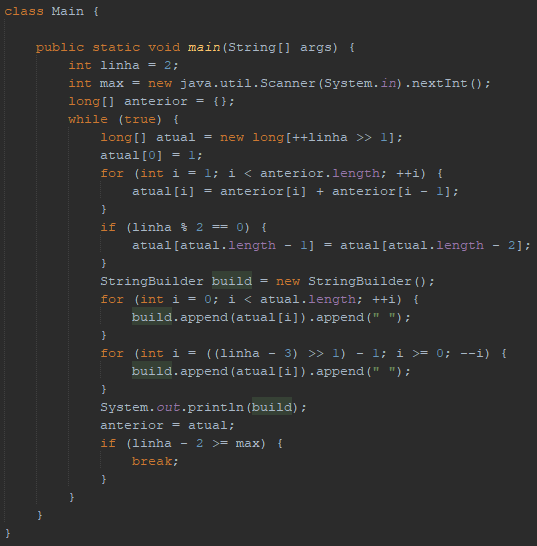 class Main {
    public static void main(String[] args) {
        int linha = 2;
        int max = new java.util.Scanner(System.in).nextInt();
        long[] anterior = {};
        while (true) {
            long[] atual = new long[++linha >> 1];
            atual[0] = 1;
            for (int i = 1; i < anterior.length; ++i) {
                atual[i] = anterior[i] + anterior[i - 1];
            }
            if (linha % 2 == 0) {
                atual[atual.length - 1] = atual[atual.length - 2];
            }
            StringBuilder build = new StringBuilder();
            for (int i = 0; i < atual.length; ++i) {
                build.append(atual[i]).append(" ");
            }
            for (int i = ((linha - 3) >> 1) - 1; i >= 0; --i) {
                build.append(atual[i]).append(" ");
            }
            System.out.println(build);
            anterior = atual;
            if (linha - 2 >= max) {
                break;
            }
        }
    }
}